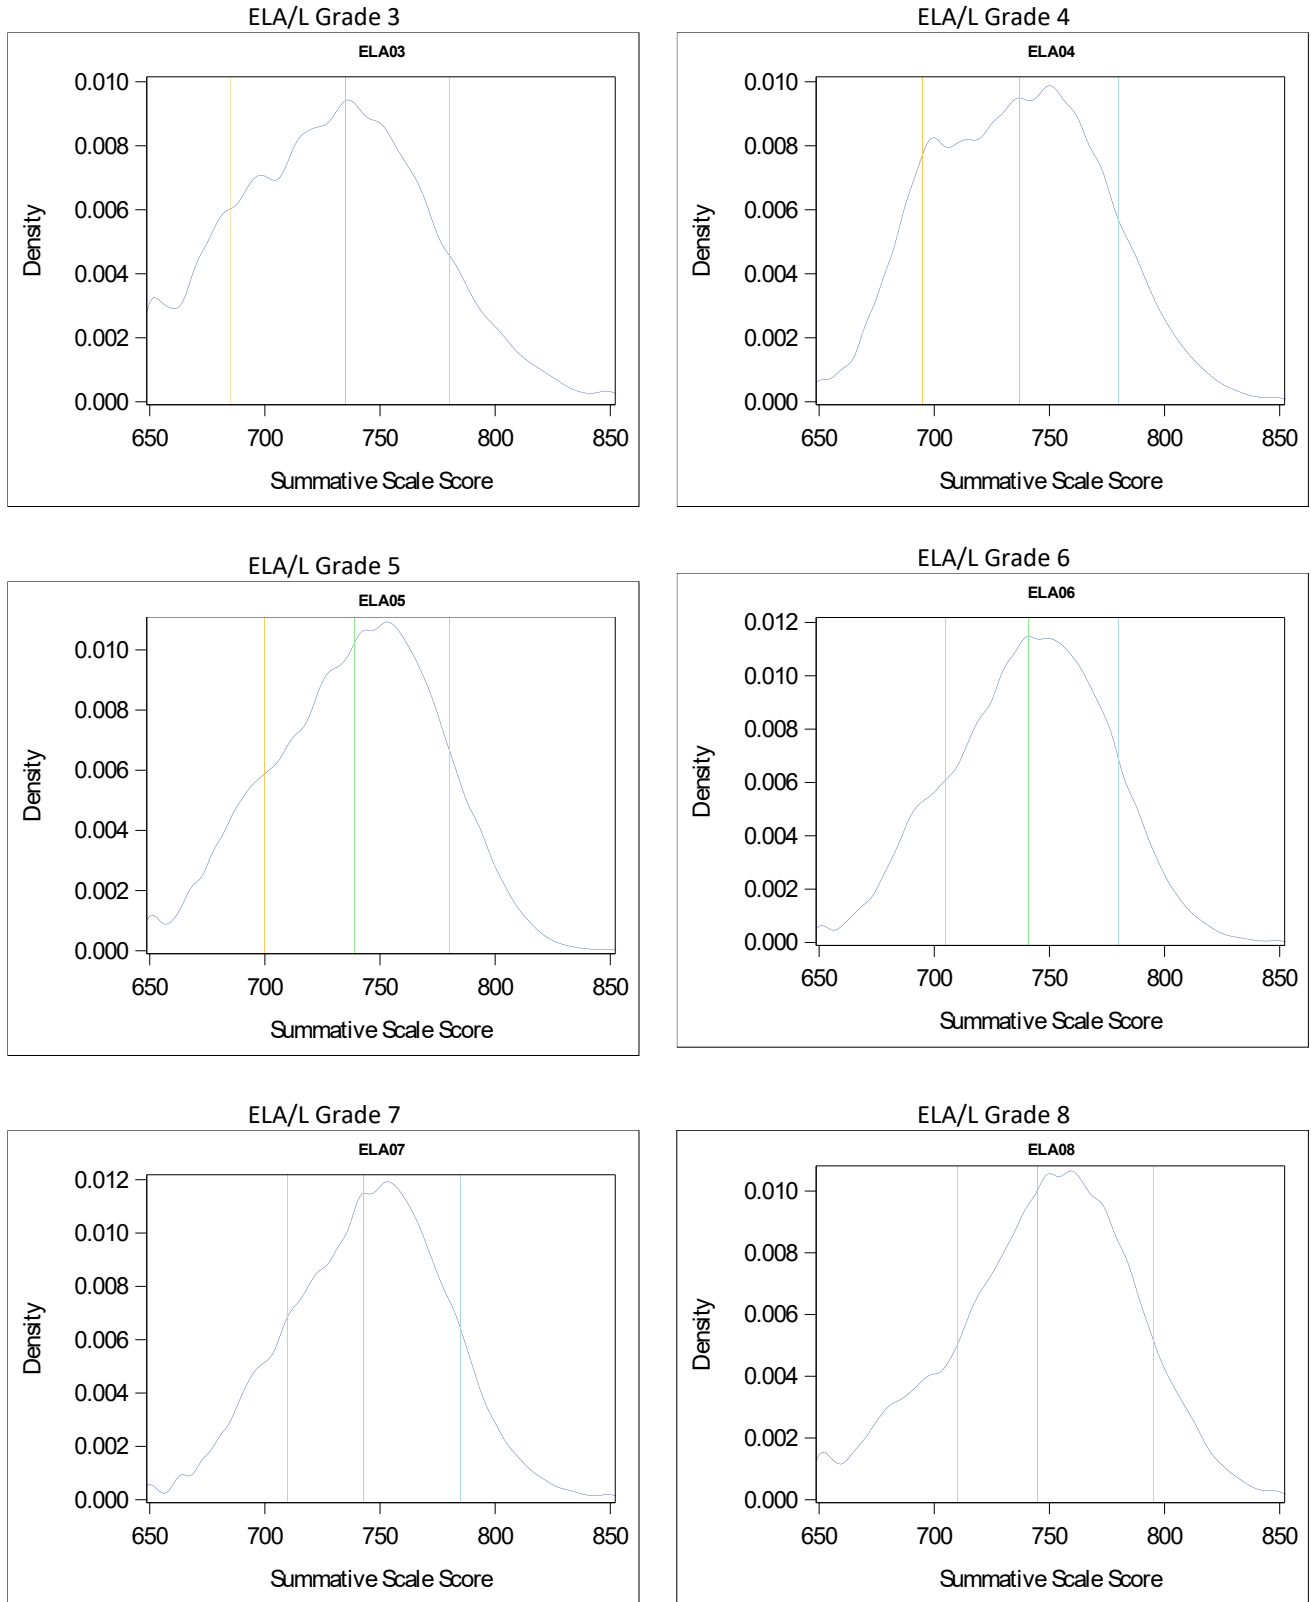 ELA/L Grade 3
ELA03
0.010
0.008
0.006
0.004
0.002
0.000
Density
650 700 750 800 850
Summative Scale Score
ELA/L Grade 4
ELA04
0.010
0.008
0.006
0.004
0.002
0.000
Density
650 700 750 800 850
Summative Scale Score
ELA/L Grade 5
ELA05
0.010
0.008
0.006
0.004
0.002
0.000
Density
650 700 750 800 850
Summative Scale Score
ELA/L Grade 6
ELA06
0.012
0.010
0.008
0.006
0.004
0.002
0.000
Density
650 700 750 800 850
Summative Scale Score
ELA/L Grade 7
ELA07
0.012
0.010
0.008
0.006
0.004
0.002
0.000
Density
650 700 750 800 850
Summative Scale Score
ELA/L Grade 8
ELA08
0.010
0.008
0.006
0.004
0.002
0.000
Density
650 700 750 800 850
Summative Scale Score